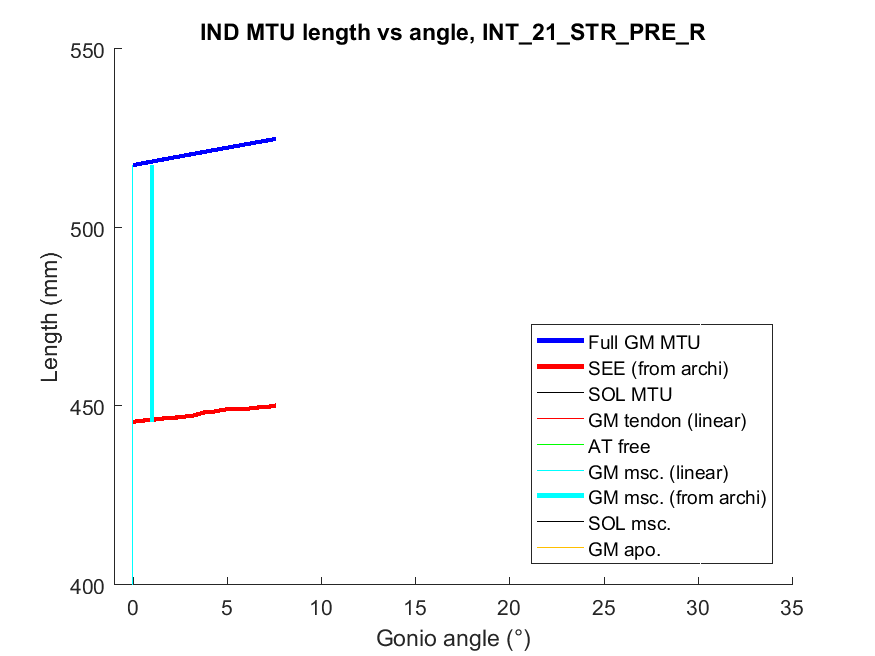 IND MTU length vs angle, INT_21_STR_PRE_R
550
500
450
400
Length (mm)
0 5 10 15 20 25 30 35
Gonio angle (°)
Full GM MTU
SEE (from archi)
SOL MTU
GM tendon (linear)
AT free
GM msc. (linear)
GM msc. (from archi)
SOL msc.
GM apo.